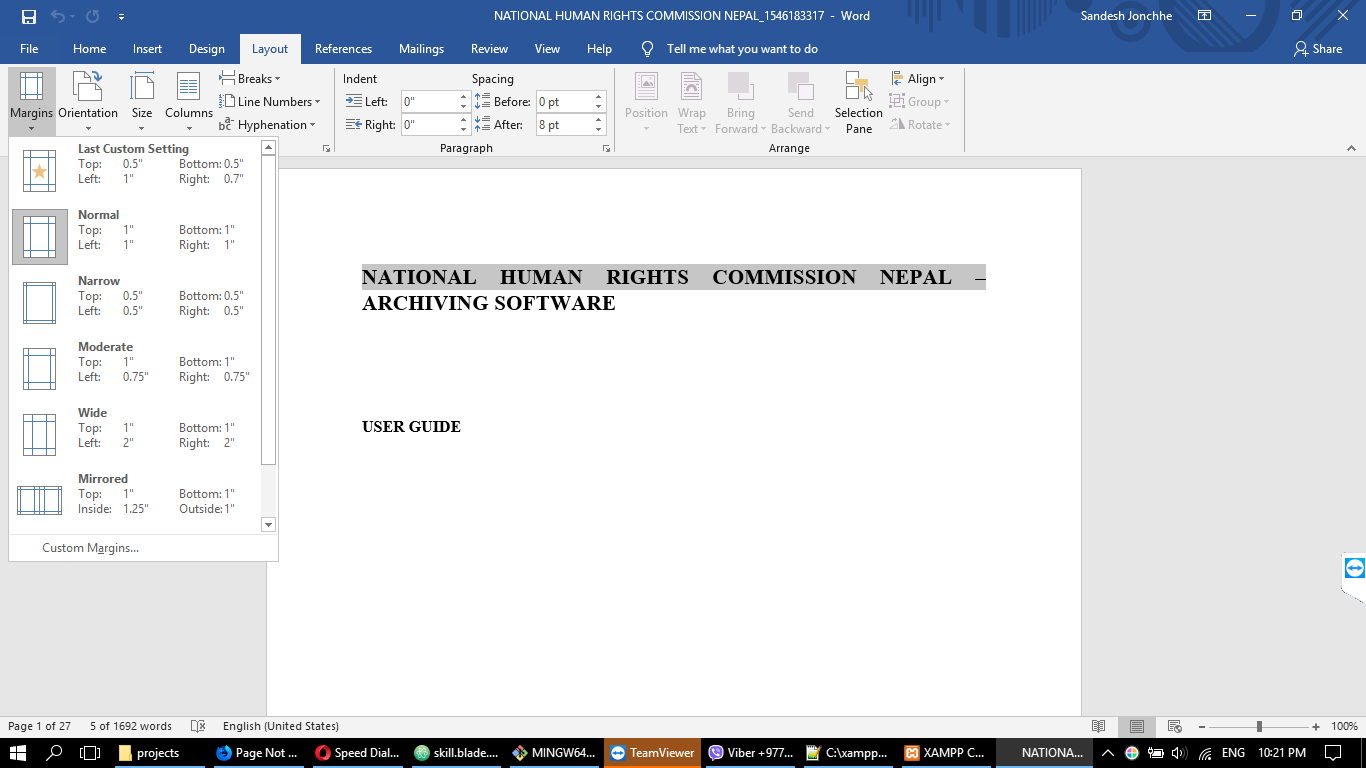 NATIONAL HUMAN RIGHTS COMMISSION NEPAL_1546183317 - Word
Sandesh Jonchhe
File Home Insert Design Layout References Mailings Review View Help Tell me what you want to do Share
Margins Orientation Size Columns
Breaks
Line Numbers
Hyphenation
Indent Spacing
Left: 0" Before: 0 pt
Right: 0" After: 8 pt
Paragraph
Position
Wrap Text
Bring Forward
Send Backward
Selection Pane
Align
Group
Rotate
Arrange
Last Custom Setting
Top: 0.5" Bottom: 0.5"
Left: 1" Right: 0.7"
Normal
Top: 1" Bottom: 1"
Left: 1" Right: 1"
Narrow
Top: 0.5" Bottom: 0.5"
Left: 0.5" Right: 0.5"
Moderate
Top: 1" Bottom: 1"
Left: 0.75" Right: 0.75"
Wide
Top: 1" Bottom: 1"
Left: 2" Right: 2"
Mirrored
Top: 1" Bottom: 1"
Inside: 1.25" Outside: 1"
Custom Margins...
NATIONAL HUMAN RIGHTS COMMISSION NEPAL –
ARCHIVING SOFTWARE
USER GUIDE
Page 1 of 27 5 of 1692 words English (United States) 100%
projects Page Not ... Speed Dial... skill.blade.... MINGW64... TeamViewer Viber +977... C:\xampp... XAMPP C... NATIONA... ENG 10:21 PM